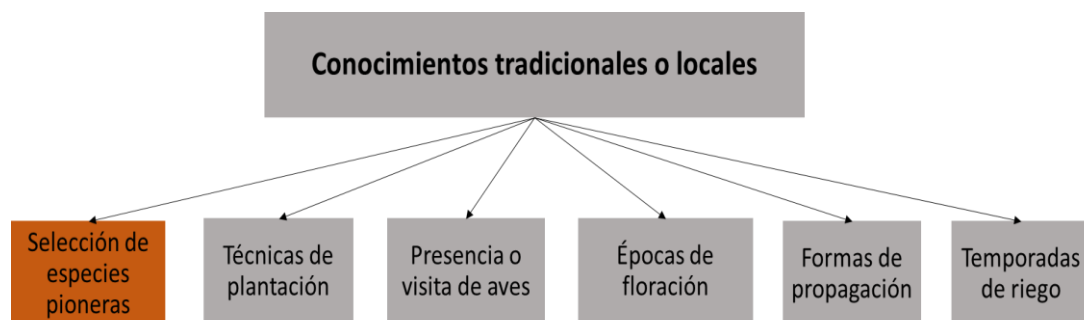 Conocimientos tradicionales o locales
Selección de
especies
pioneras
Técnicas de
plantación
Presencia o
visita de aves
Épocas de
floración
Formas de
propagación
Temporadas
de riego